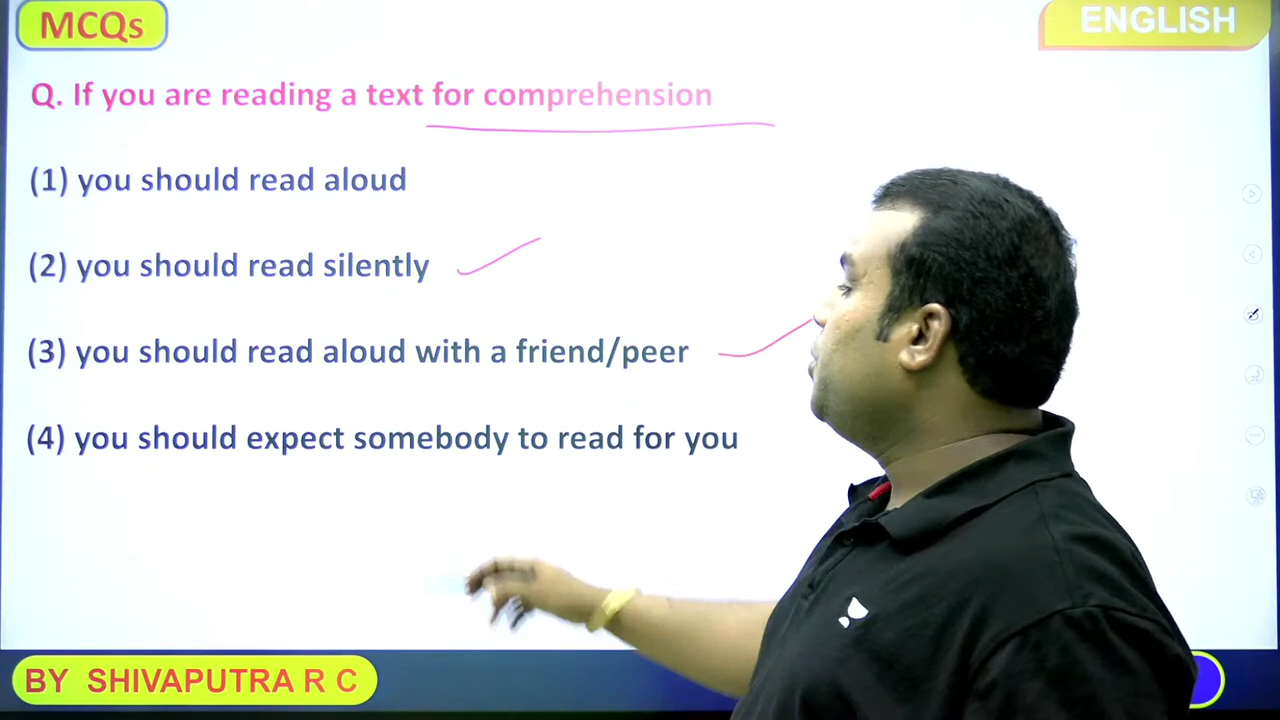 MCQs
ENGLISH
Q. If you are reading a text for comprehension
(1) you should read aloud
(2) you should read silently
(3) you should read aloud with a friend/peer
(4) you should expect somebody to read for you
BY SHIVAPUTRA R C